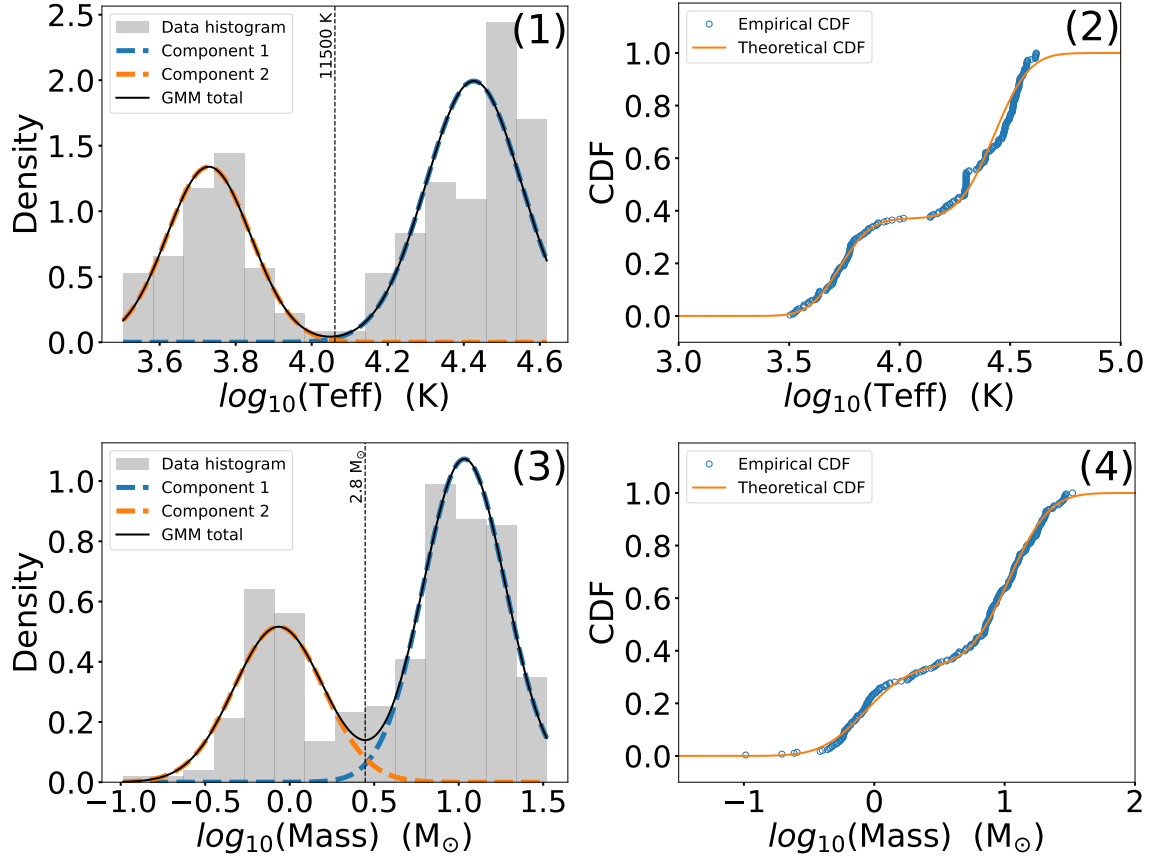 (1)
Data histogram
Component 1
Component 2
GMM total
11500 K
Density
2.5
2.0
1.5
1.0
0.5
0.0
3.6 3.8 4.0 4.2 4.4 4.6
log10(Teff) (K)
(2)
Empirical CDF
Theoretical CDF
CDF
1.0
0.8
0.6
0.4
0.2
0.0
3.0 3.5 4.0 4.5 5.0
log10(Teff) (K)
(3)
Data histogram
Component 1
Component 2
GMM total
2.8 M⊙
Density
1.0
0.8
0.6
0.4
0.2
0.0
−1.0 −0.5 0.0 0.5 1.0 1.5
log10(Mass) (M⊙)
(4)
Empirical CDF
Theoretical CDF
CDF
1.0
0.8
0.6
0.4
0.2
0.0
−1 0 1 2
log10(Mass) (M⊙)